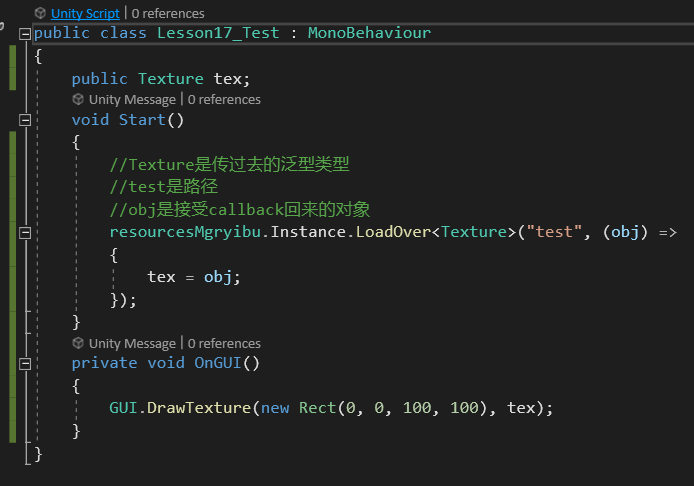 Unity Script | 0 references
public class Lesson17_Test : MonoBehaviour
{
public Texture tex;
Unity Message | 0 references
void Start()
{
//Texture是传过去的泛型类型
//test是路径
//obj是接受callback回来的对象
resourcesMgryibu.Instance.LoadOver<Texture>("test", (obj) =>
{
tex = obj;
});
}
Unity Message | 0 references
private void OnGUI()
{
GUI.DrawTexture(new Rect(0, 0, 100, 100), tex);
}
}